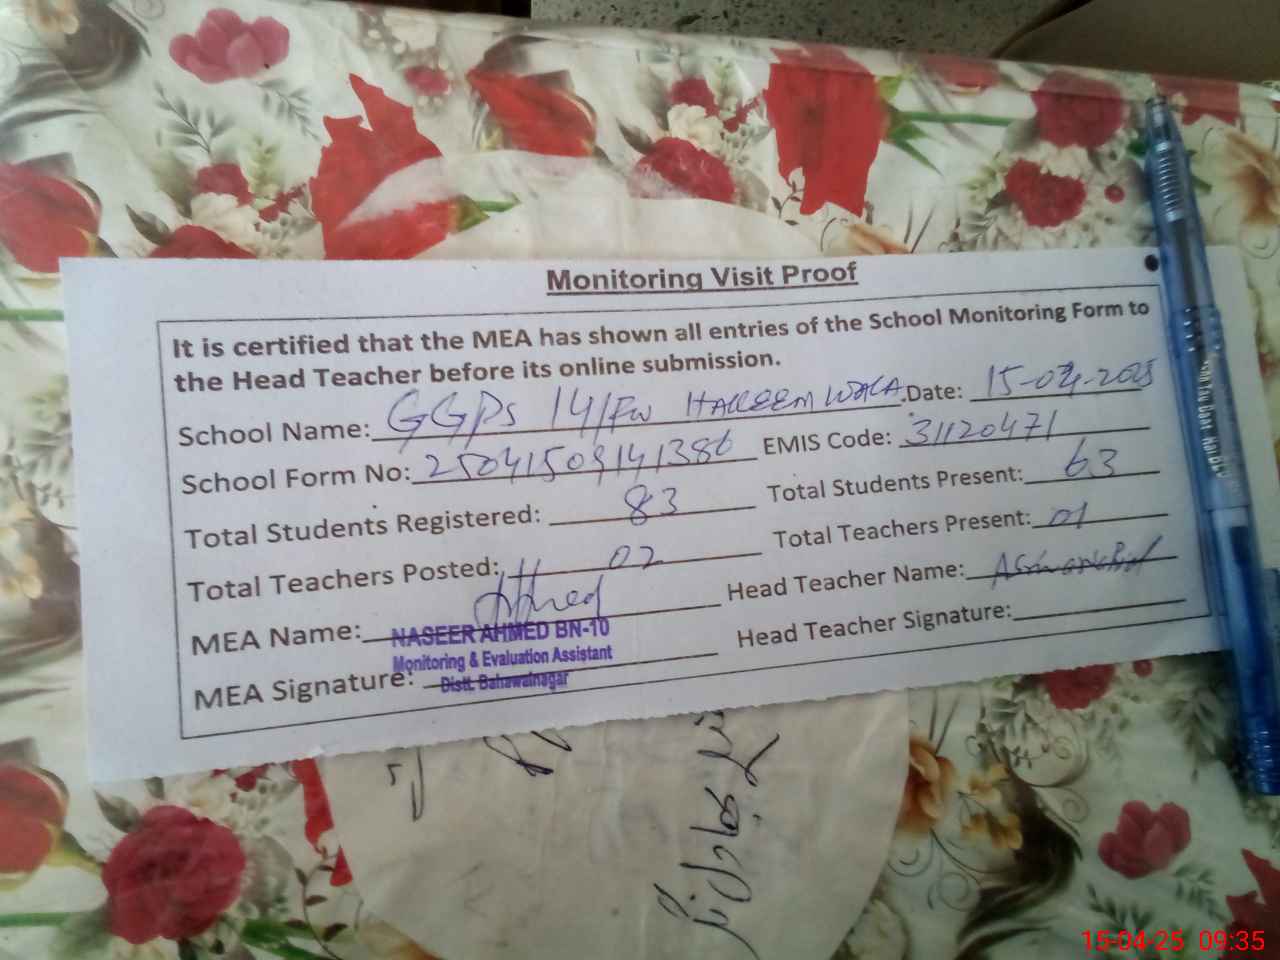 Monitoring Visit Proof
It is certified that the MEA has shown all entries of the School Monitoring Form to
the Head Teacher before its online submission.
School Name: GGPS 14/FW HALEEM WALA Date: 15-04-2025
School Form No: 25041509141386 EMIS Code: 31120471
Total Students Registered: 83 Total Students Present: 63
Total Teachers Posted: 02 Total Teachers Present: 01
MEA Name: Head Teacher Name:
NASEER AHMED BN-10
Monitoring & Evaluation Assistant
Distt. Bahawalnagar
MEA Signature: Head Teacher Signature:
15-04-25 09:35